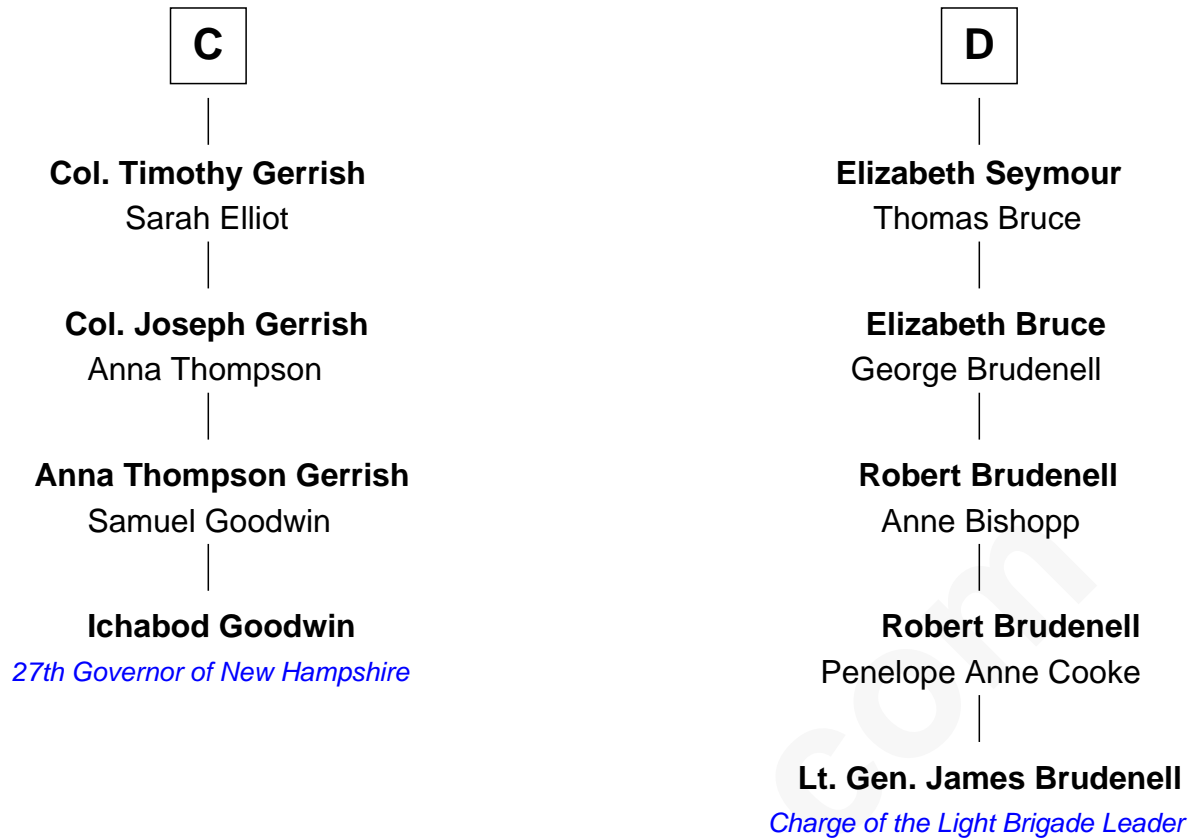 C
Col. Timothy Gerrish
Sarah Elliot
Col. Joseph Gerrish
Anna Thompson
Anna Thompson Gerrish
Samuel Goodwin
Ichabod Goodwin
27th Governor of New Hampshire
D
Elizabeth Seymour
Thomas Bruce
Elizabeth Bruce
George Brudenell
Robert Brudenell
Anne Bishopp
Robert Brudenell
Penelope Anne Cooke
Lt. Gen. James Brudenell
Charge of the Light Brigade Leader
com